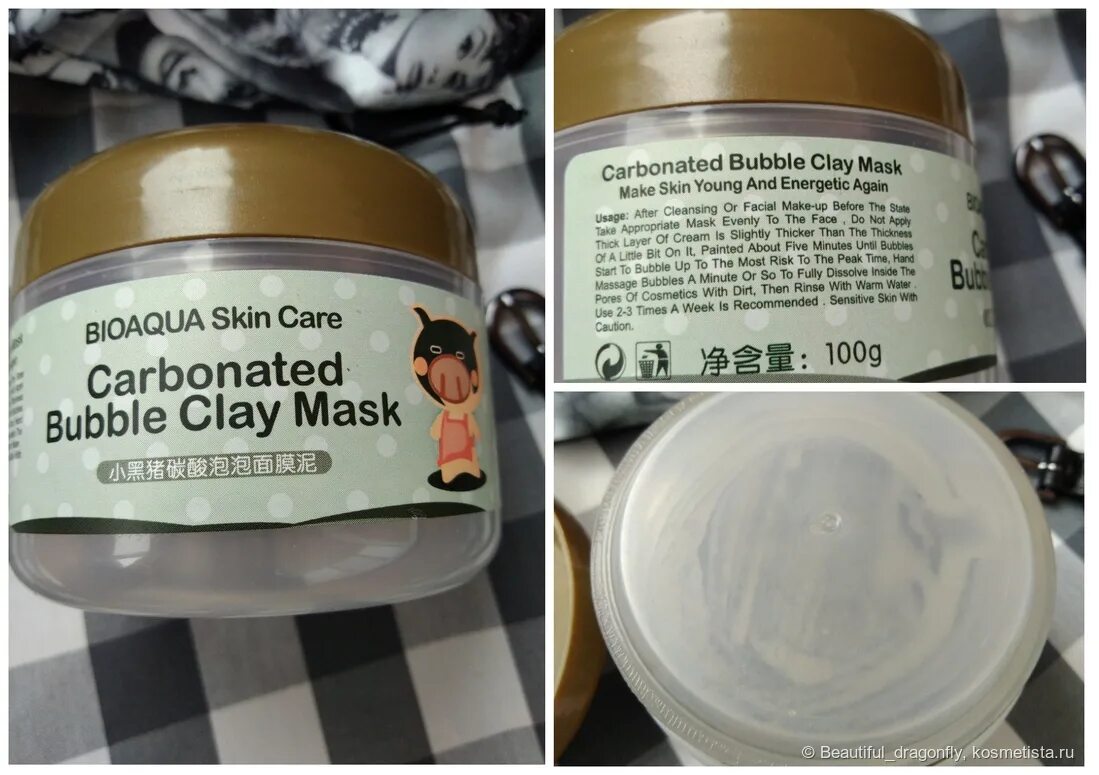 BIOAQUA Skin Care
Carbonated
Bubble Clay Mask
小黑猪碳酸泡泡面膜泥
Carbonated Bubble Clay Mask
Make Skin Young And Energetic Again
Usage: After Cleansing Or Facial Make-up Before The State
Take Appropriate Mask Evenly To The Face , Do Not Apply
Thick Layer Of Cream Is Slightly Thicker Than The Thickness
Of A Little Bit On It, Painted About Five Minutes Until Bubbles
Start To Bubble Up To The Most Risk To The Peak Time, Hand
Massage Bubbles A Minute Or So To Fully Dissolve Inside The
Pores Of Cosmetics With Dirt, Then Rinse With Warm Water .
Use 2-3 Times A Week Is Recommended . Sensitive Skin With
Caution.
净含量：100g
© Beautiful_dragonfly, kosmetista.ru